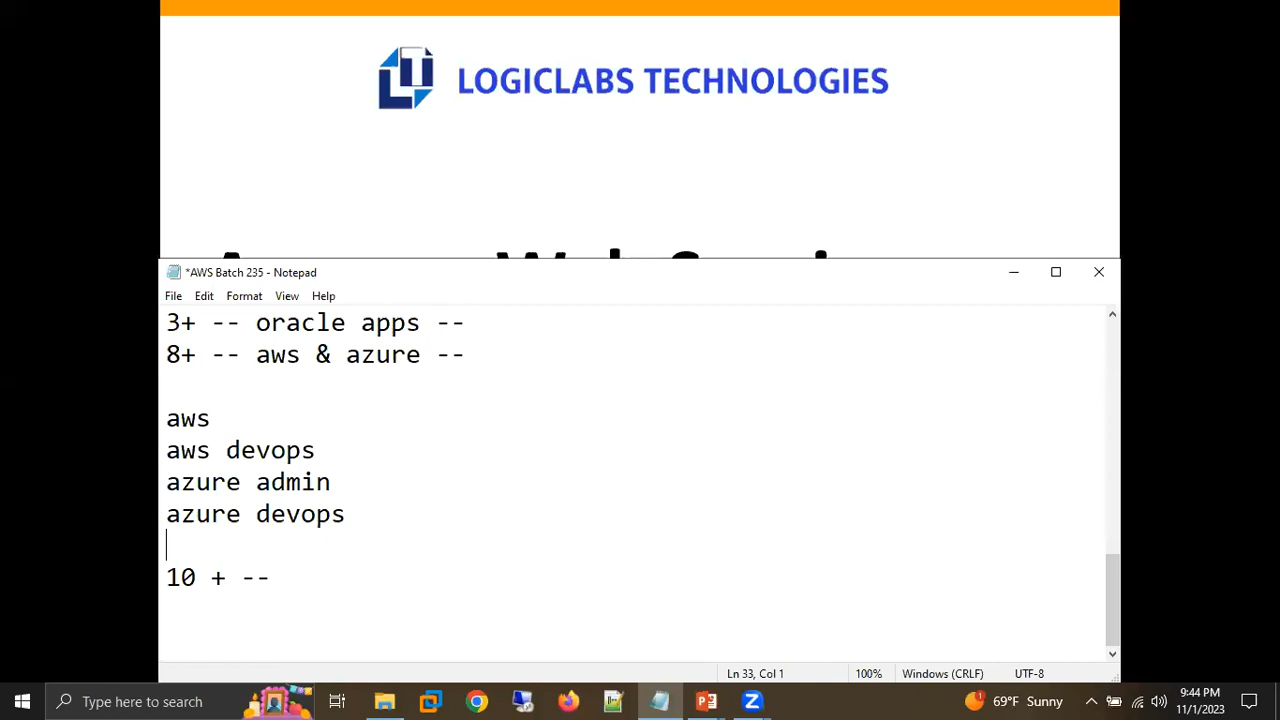 LOGICLABS TECHNOLOGIES
*AWS Batch 235 - Notepad
File Edit Format View Help
3+ -- oracle apps --
8+ -- aws & azure --
aws
aws devops
azure admin
azure devops
10 + --
Ln 33, Col 1 100% Windows (CRLF) UTF-8
Type here to search
1 69°F Sunny
9:44 PM
11/1/2023